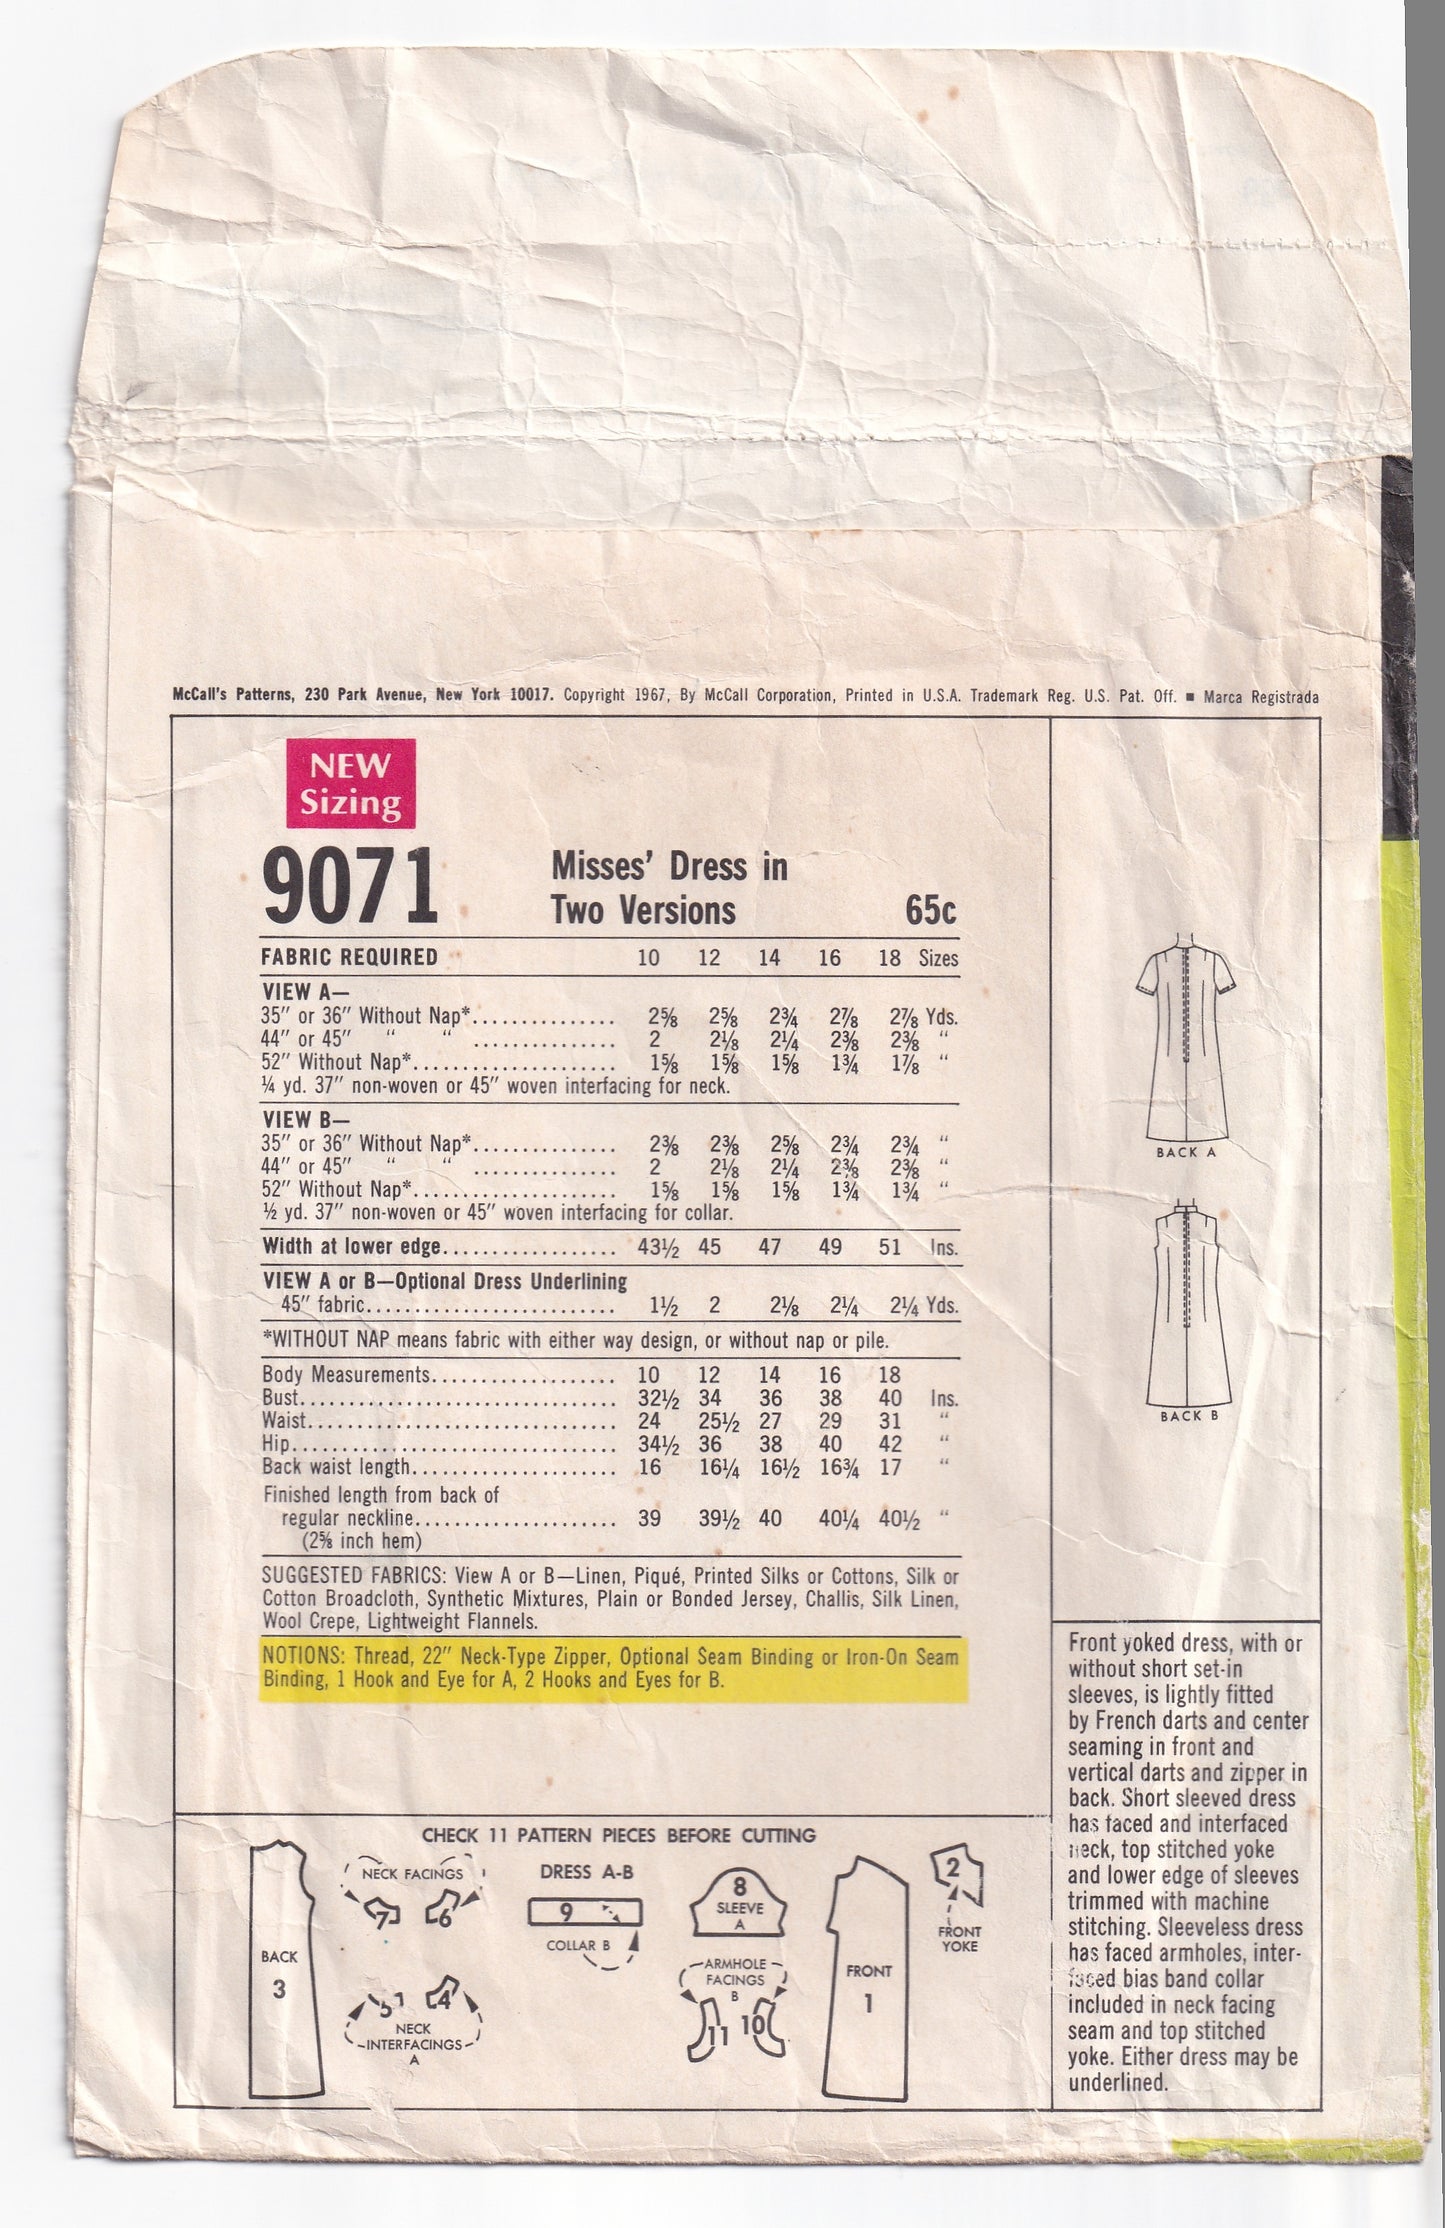 McCall's Patterns, 230 Park Avenue, New York 10017. Copyright 1967, By McCall Corporation, Printed in U.S.A. Trademark Reg. U.S. Pat. Off. ■ Marca Registrada
NEW
Sizing
9071
Misses' Dress in
Two Versions 65c
FABRIC REQUIRED 10 12 14 16 18 Sizes
VIEW A—
35" or 36" Without Nap*............... 2⅝ 2⅝ 2¾ 2⅞ 2⅞ Yds.
44" or 45" " " ............... 2 2⅛ 2¼ 2⅜ 2⅜ "
52" Without Nap*..................... 1⅝ 1⅝ 1⅝ 1¾ 1⅞ "
¼ yd. 37" non-woven or 45" woven interfacing for neck.
VIEW B—
35" or 36" Without Nap*............... 2⅜ 2⅜ 2⅝ 2¾ 2¾ "
44" or 45" " " ............... 2 2⅛ 2¼ 2⅜ 2⅜ "
52" Without Nap*..................... 1⅝ 1⅝ 1⅝ 1¾ 1¾ "
½ yd. 37" non-woven or 45" woven interfacing for collar.
Width at lower edge.................. 43½ 45 47 49 51 Ins.
VIEW A or B—Optional Dress Underlining
45" fabric.......................... 1½ 2 2⅛ 2¼ 2¼ Yds.
*WITHOUT NAP means fabric with either way design, or without nap or pile.
Body Measurements................... 10 12 14 16 18
Bust................................. 32½ 34 36 38 40 Ins.
Waist................................ 24 25½ 27 29 31 "
Hip.................................. 34½ 36 38 40 42 "
Back waist length..................... 16 16¼ 16½ 16¾ 17 "
Finished length from back of
regular neckline..................... 39 39½ 40 40¼ 40½ "
(2⅝ inch hem)
SUGGESTED FABRICS: View A or B—Linen, Piqué, Printed Silks or Cottons, Silk or
Cotton Broadcloth, Synthetic Mixtures, Plain or Bonded Jersey, Challis, Silk Linen,
Wool Crepe, Lightweight Flannels.
NOTIONS: Thread, 22" Neck-Type Zipper, Optional Seam Binding or Iron-On Seam
Binding, 1 Hook and Eye for A, 2 Hooks and Eyes for B.
BACK A
BACK B
Front yoked dress, with or
without short set-in
sleeves, is lightly fitted
by French darts and center
seaming in front and
vertical darts and zipper in
back. Short sleeved dress
has faced and interfaced
neck, top stitched yoke
and lower edge of sleeves
trimmed with machine
stitching. Sleeveless dress
has faced armholes, inter-
faced bias band collar
included in neck facing
seam and top stitched
yoke. Either dress may be
underlined.
CHECK 11 PATTERN PIECES BEFORE CUTTING
DRESS A-B
BACK
3
NECK FACINGS
7 6
5 4
NECK
INTERFACINGS
A
9
COLLAR B
8
SLEEVE
A
ARMHOLE
FACINGS
B
11 10
FRONT
1
2
FRONT
YOKE